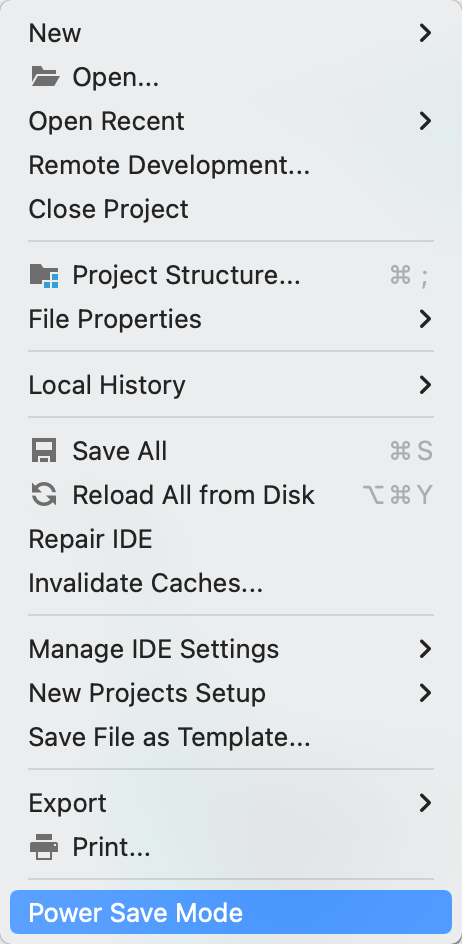 New
Open...
Open Recent
Remote Development...
Close Project
Project Structure... ⌘ ;
File Properties
Local History
Save All ⌘ S
Reload All from Disk ⌥ ⌘ Y
Repair IDE
Invalidate Caches...
Manage IDE Settings
New Projects Setup
Save File as Template...
Export
Print...
Power Save Mode